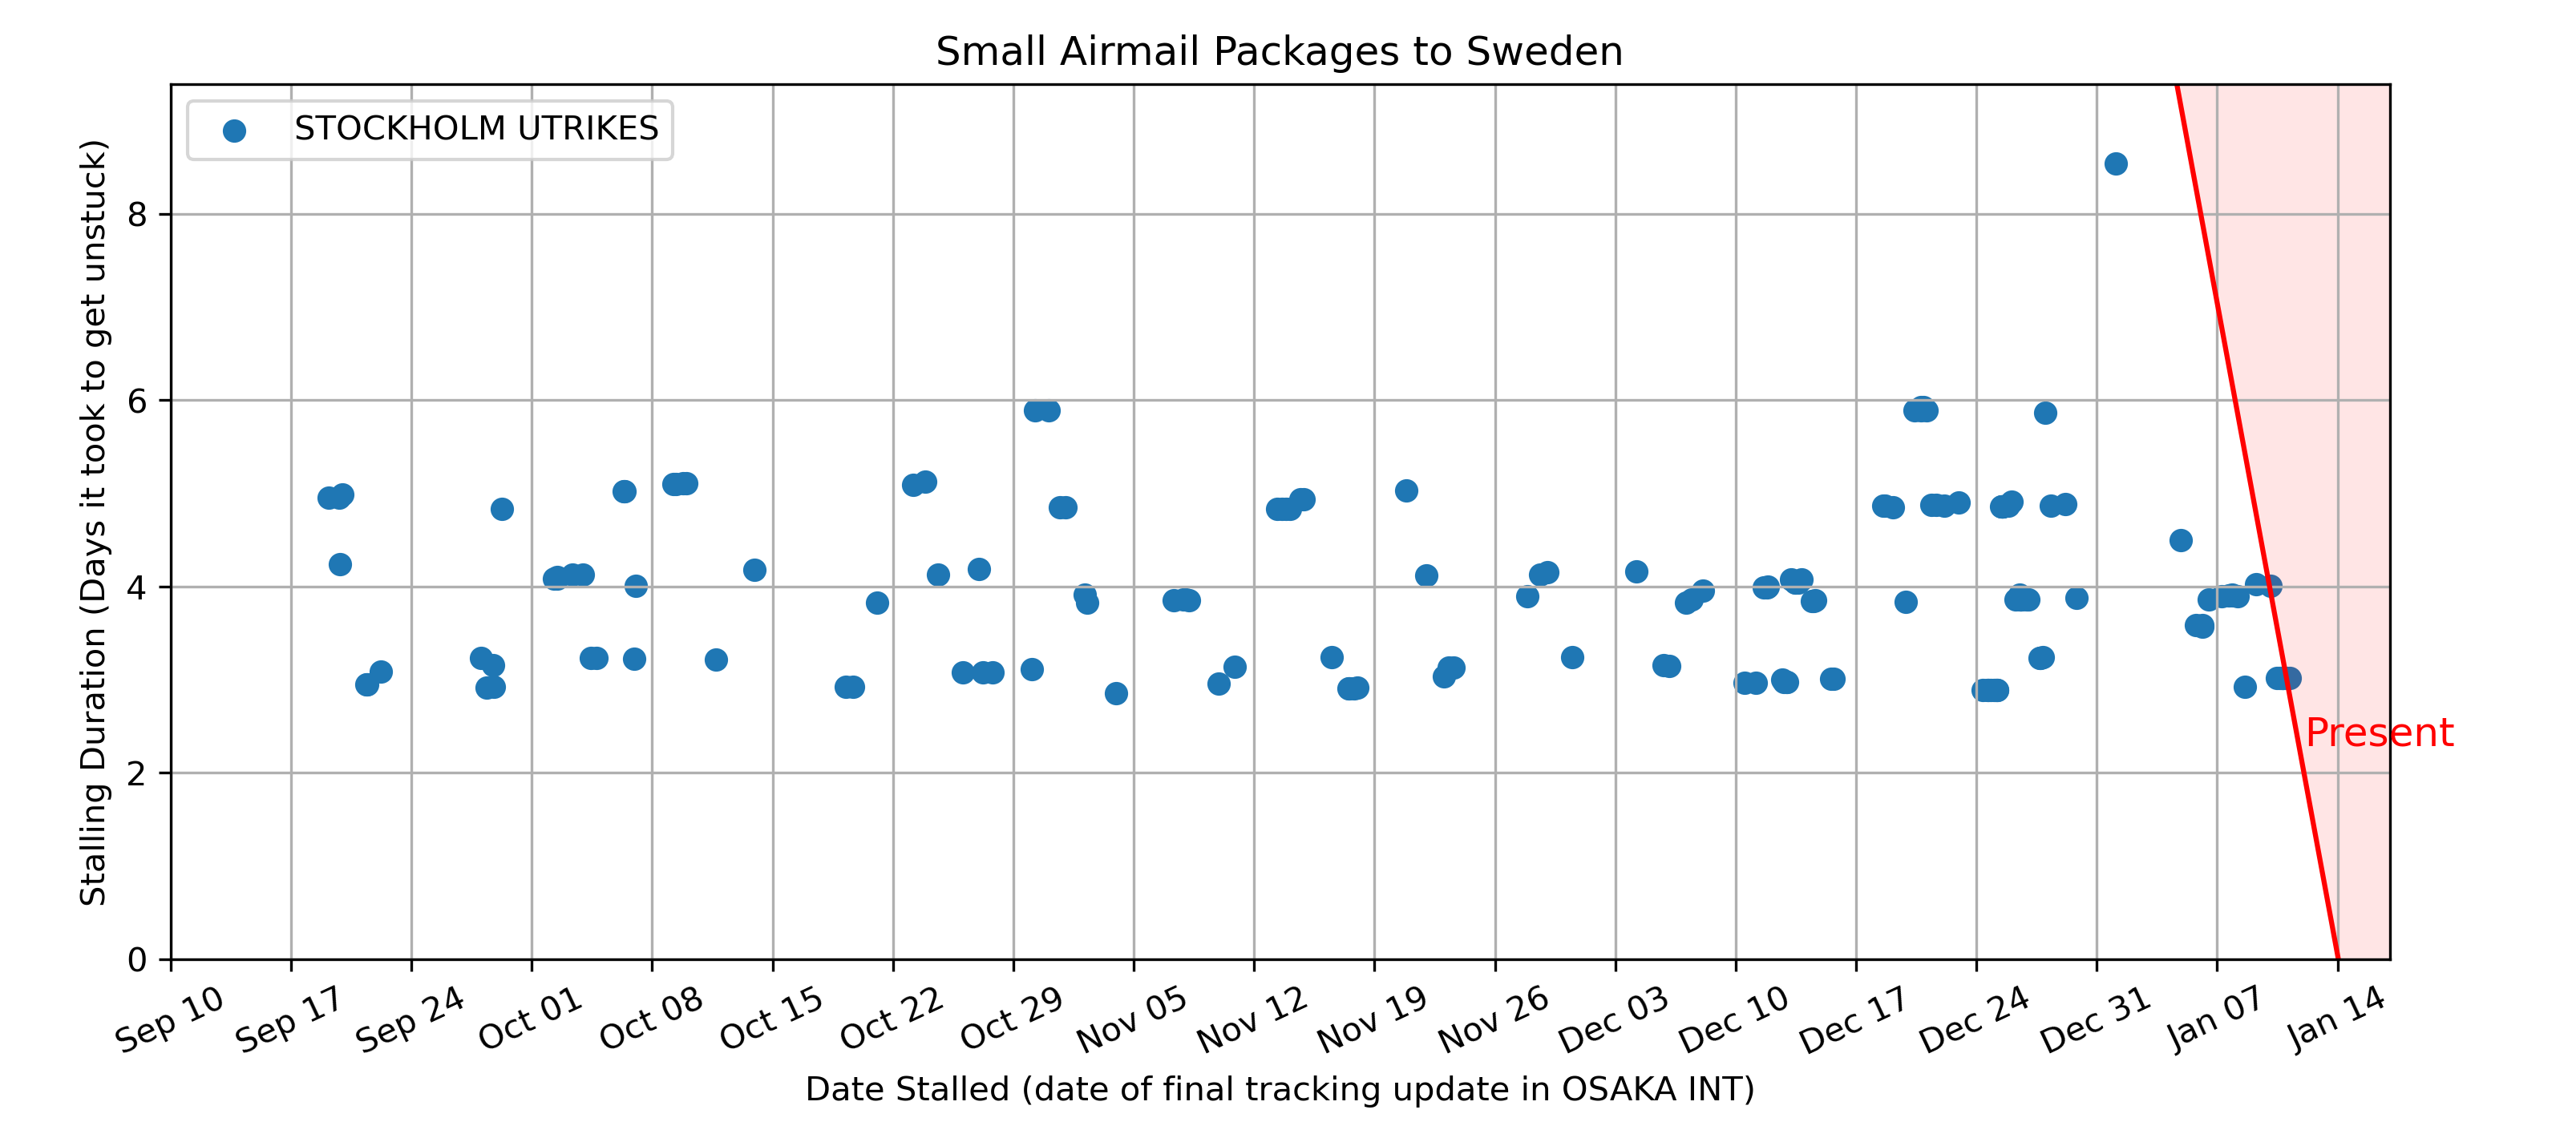 Small Airmail Packages to Sweden
STOCKHOLM UTRIKES
Stalling Duration (Days it took to get unstuck)
8
6
4
2
0
Present
Sep 10 Sep 17 Sep 24 Oct 01 Oct 08 Oct 15 Oct 22 Oct 29 Nov 05 Nov 12 Nov 19 Nov 26 Dec 03 Dec 10 Dec 17 Dec 24 Dec 31 Jan 07 Jan 14
Date Stalled (date of final tracking update in OSAKA INT)